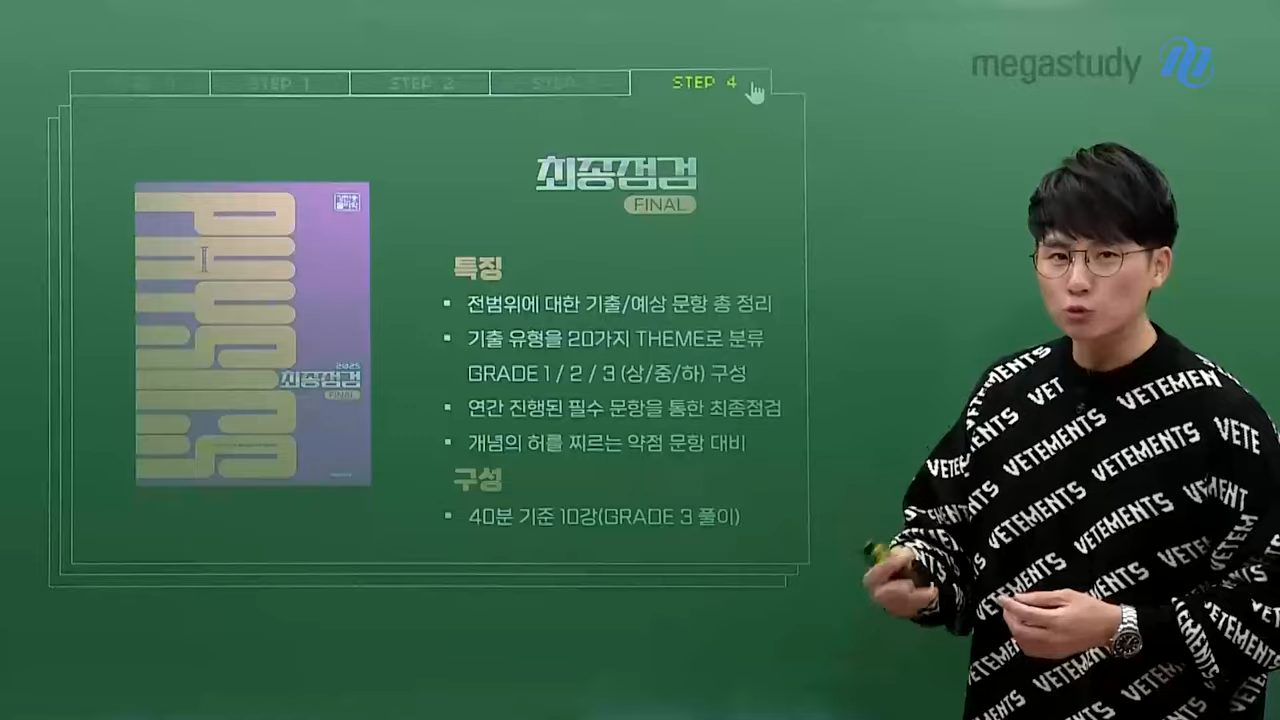 megastudy
STEP 1
STEP 2
STEP 4
최종점검
FINAL
PHYSICS
2025
최종점검
FINAL
특징
▪ 전범위에 대한 기출/예상 문항 총 정리
▪ 기출 유형을 20가지 THEME로 분류
GRADE 1 / 2 / 3 (상/중/하) 구성
▪ 연간 진행된 필수 문항을 통한 최종점검
▪ 개념의 허를 찌르는 약점 문항 대비
구성
▪ 40분 기준 10강(GRADE 3 풀이)
VETEMENTS